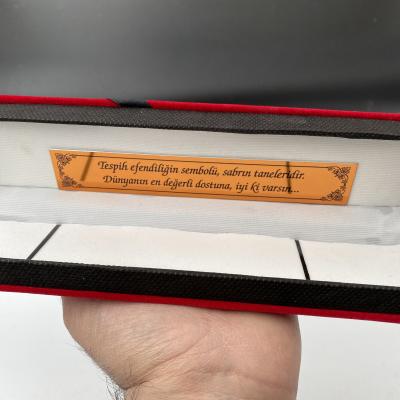 Tespih efendiliğin sembolü, sabrın taneleridir.
Dünyanın en değerli dostuna, iyi ki varsın...